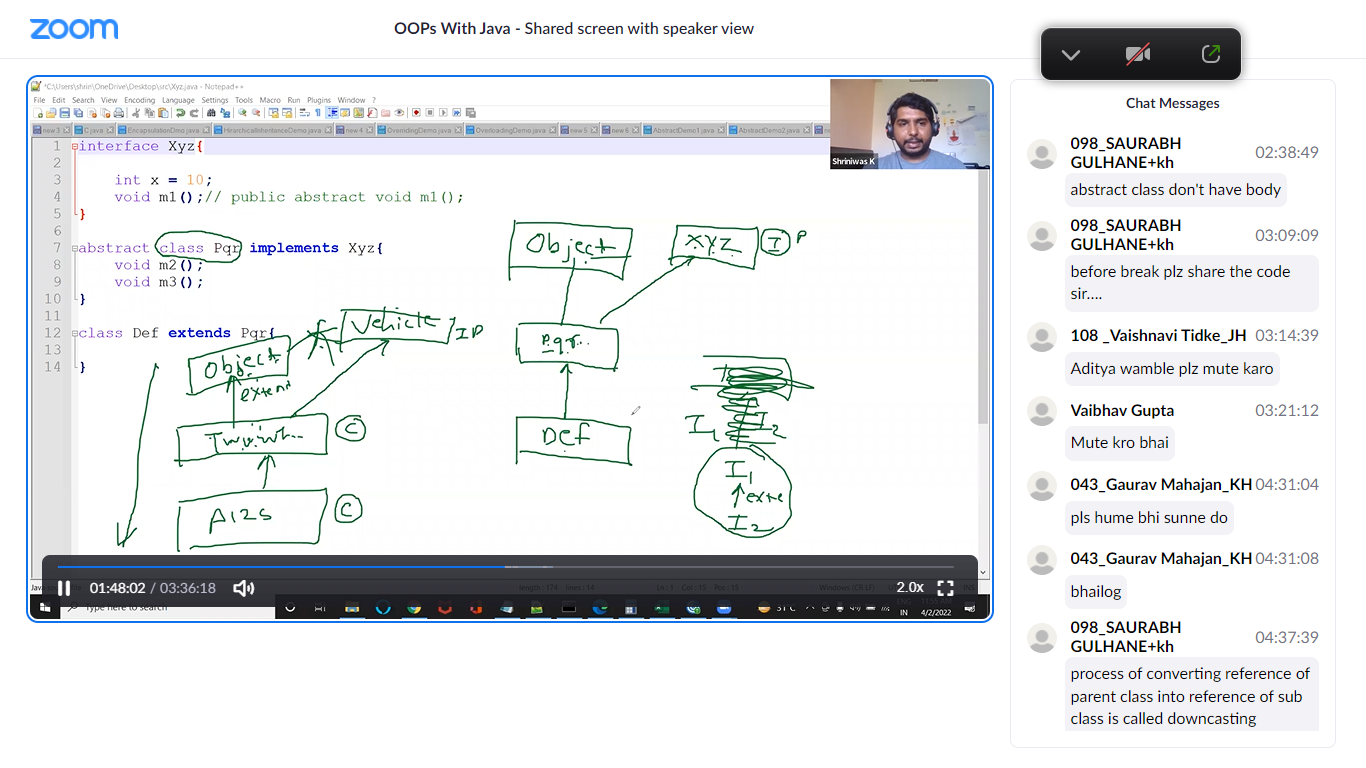 zoom
OOPs With Java - Shared screen with speaker view
*C:\Users\shrin\OneDrive\Desktop\src\Xyz.java - Notepad++
File Edit Search View Encoding Language Settings Tools Macro Run Plugins Window ?
new 3 C.java EncapsulationDmo.java HirurchicalInheritanceDemo.java new 4 OverridingDemo.java OverloadingDemo.java new 5 new 6 AbstractDemo1.java AbstractDemo2.java
Shriniwas K
1 interface Xyz{
2
3 int x = 10;
4 void m1();// public abstract void m1();
5 }
6
7 abstract class Pqr implements Xyz{
8 void m2();
9 void m3();
10 }
11
12 class Def extends Pqr{
13
14 }
Object
XYZ
I
P
Vehicle
Object
extend
Pqr..
C
A125
C
Def
I1
I2
I1
exte
I2
01:48:02 / 03:36:18
2.0x
Type here to search
31°C
IN
4/2/2022
Chat Messages
098_SAURABH GULHANE+kh 02:38:49
abstract class don't have body
098_SAURABH GULHANE+kh 03:09:09
before break plz share the code
sir....
108 _Vaishnavi Tidke_JH 03:14:39
Aditya wamble plz mute karo
Vaibhav Gupta 03:21:12
Mute kro bhai
043_Gaurav Mahajan_KH 04:31:04
pls hume bhi sunne do
043_Gaurav Mahajan_KH 04:31:08
bhailog
098_SAURABH GULHANE+kh 04:37:39
process of converting reference of
parent class into reference of sub
class is called downcasting